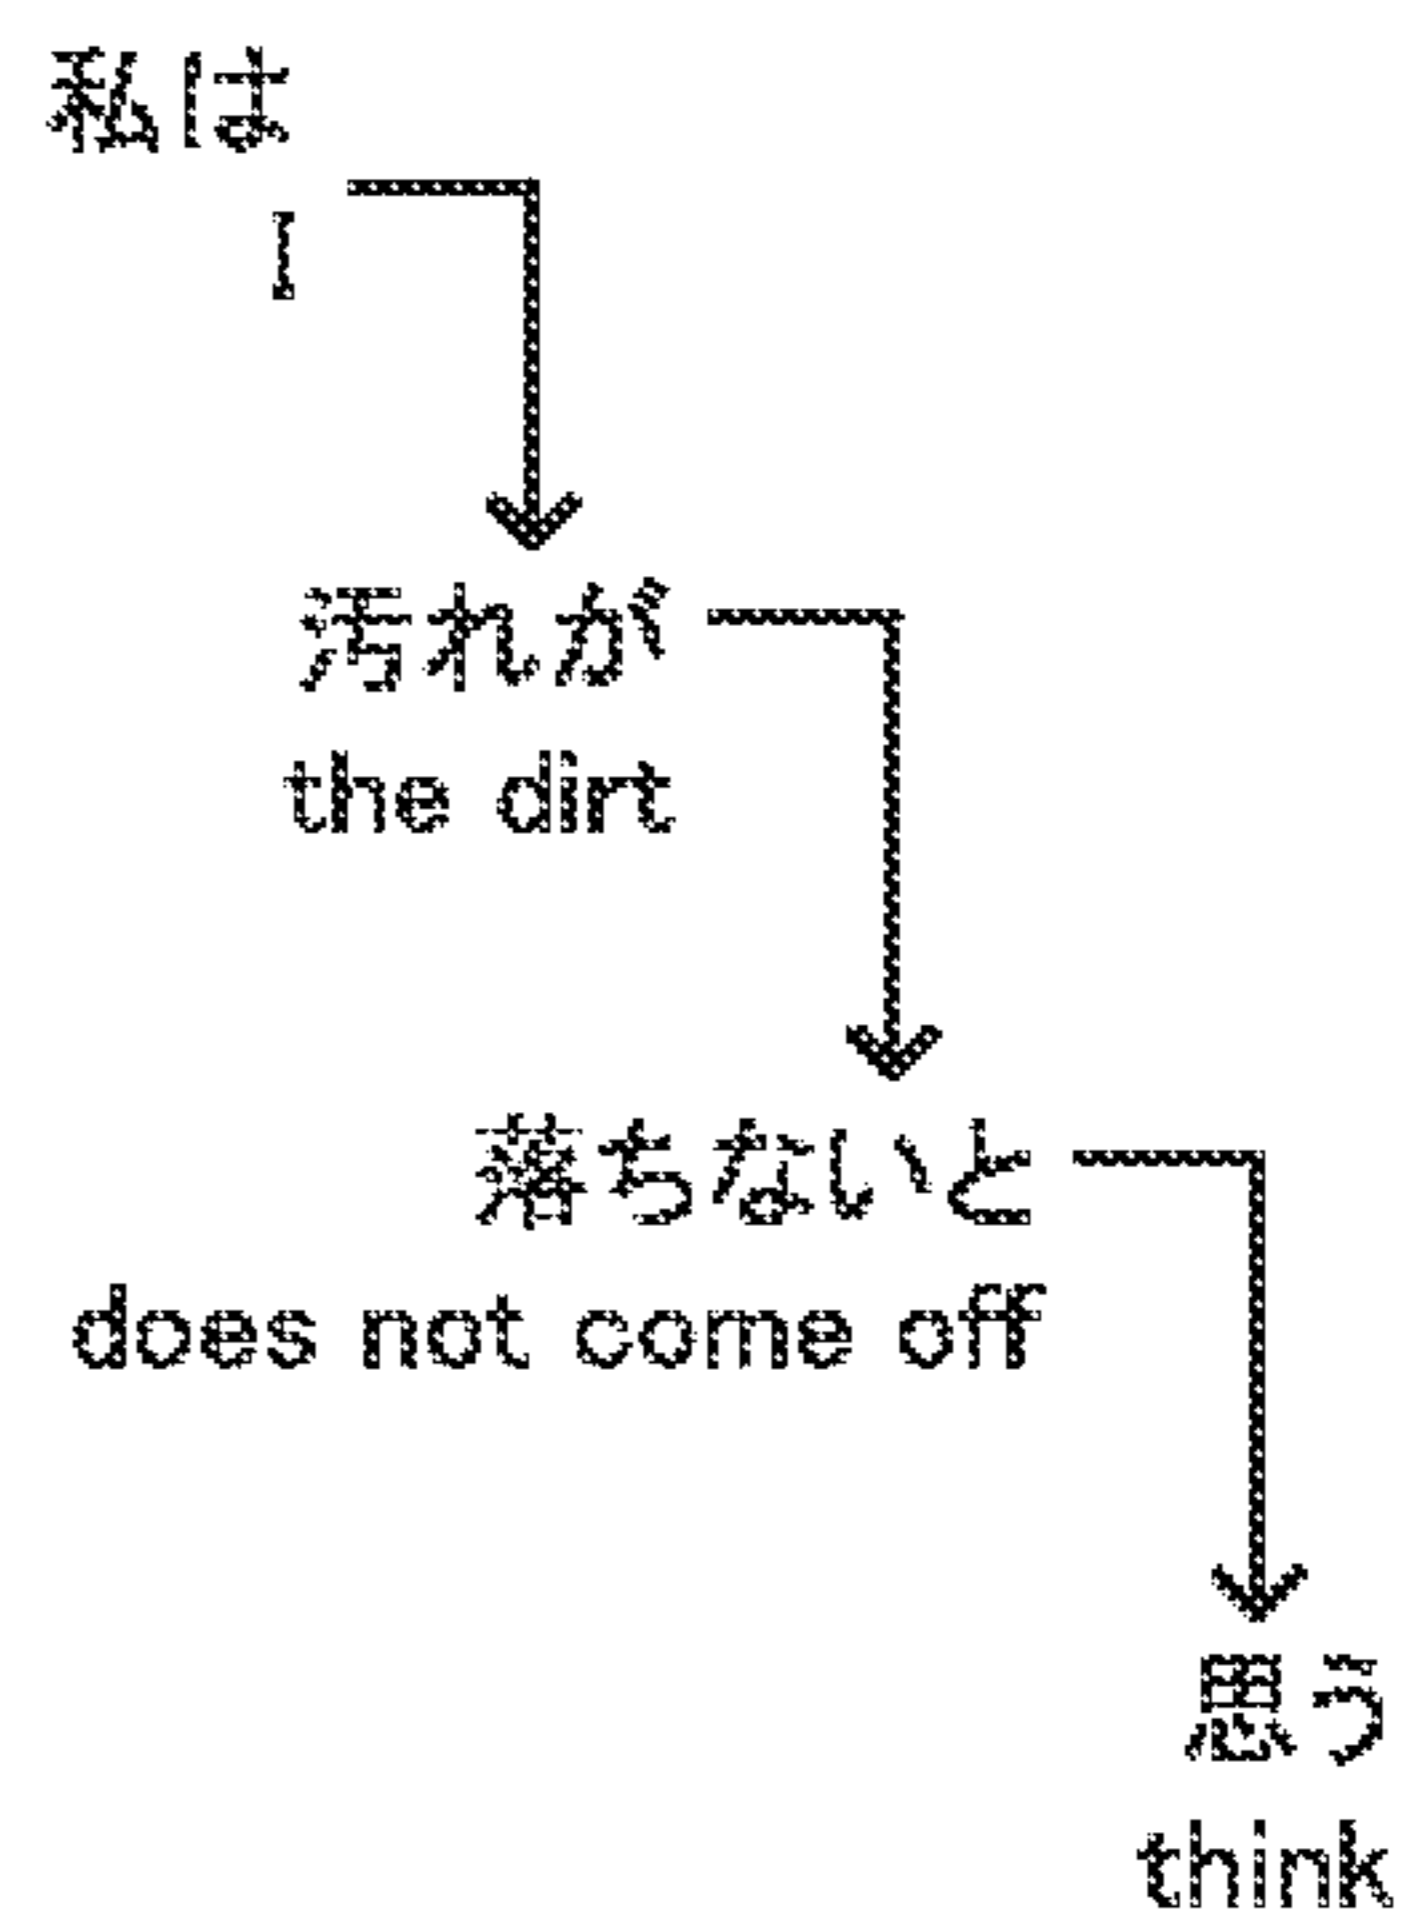 私は
I
汚れが
the dirt
落ちないと
does not come off
思う
think